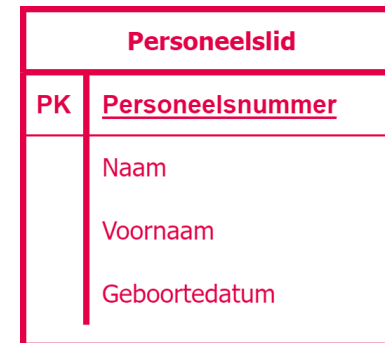 Personeelslid
PK Personeelsnummer
Naam
Voornaam
Geboortedatum